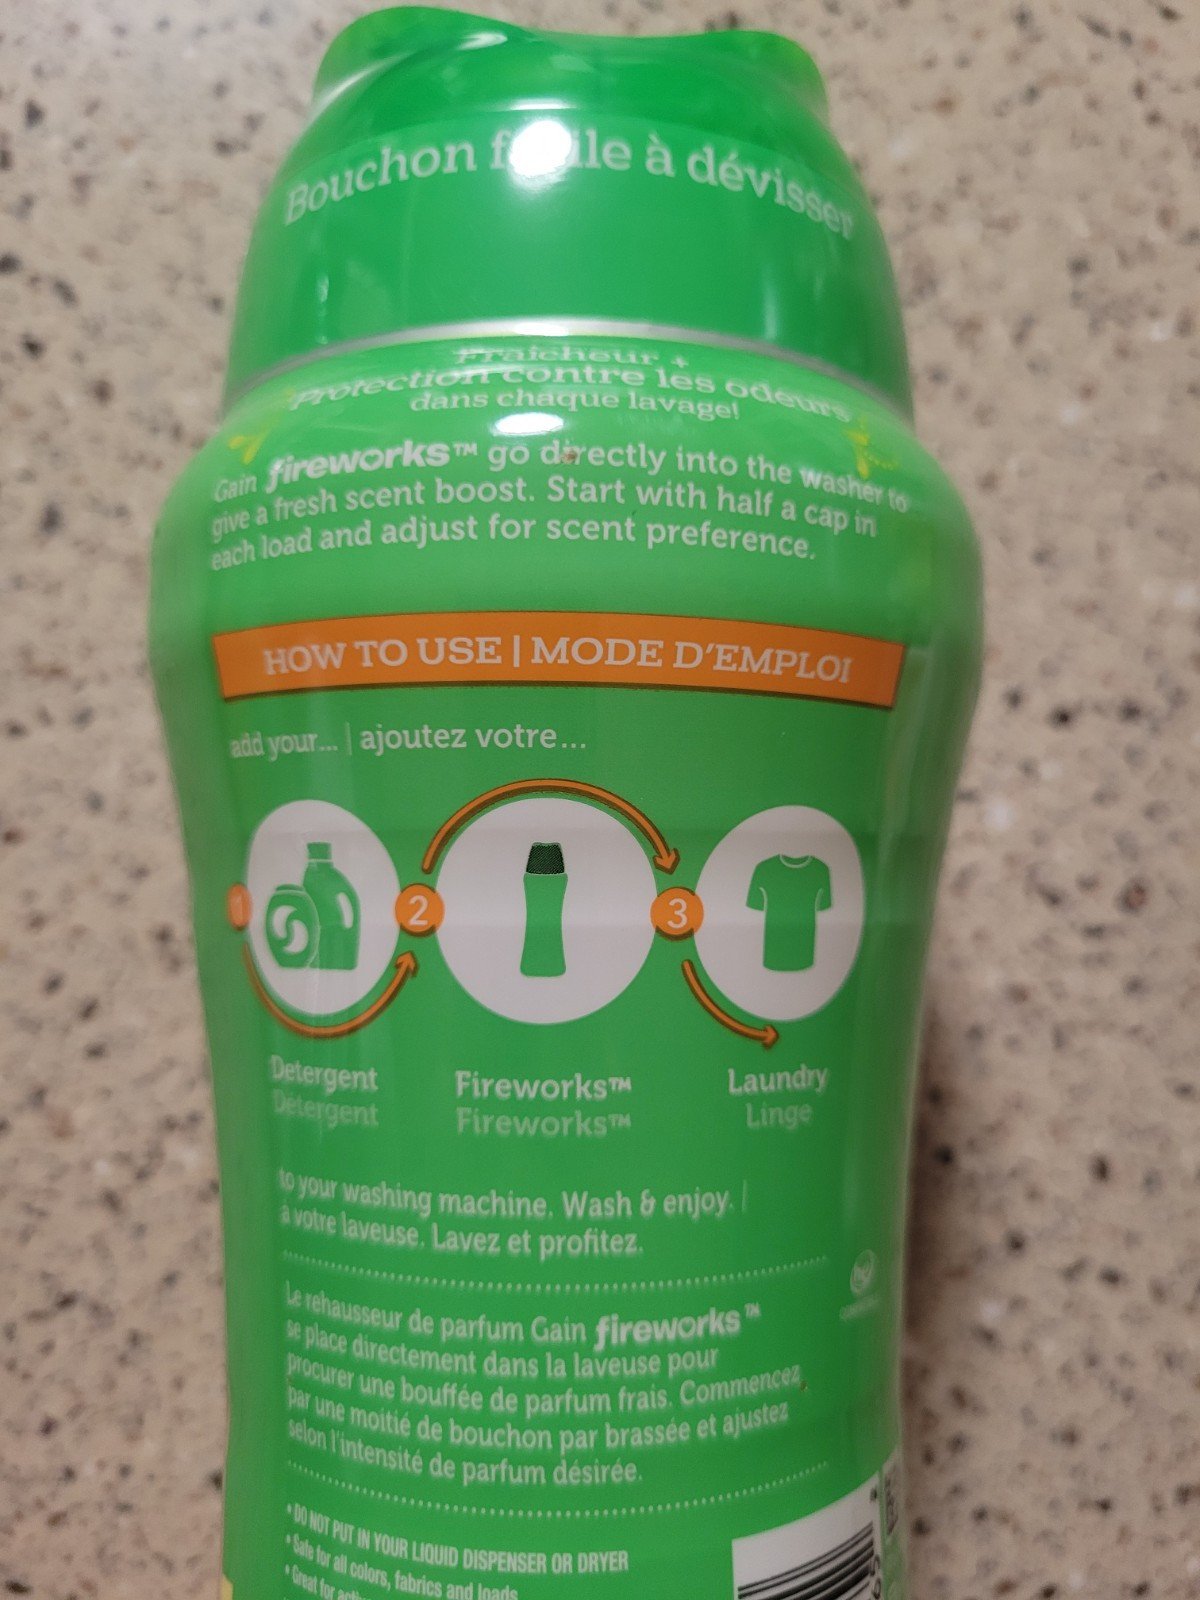 Bouchon facile à dévisser
Fraîcheur +
Protection contre les odeurs
dans chaque lavage!
Gain fireworks™ go directly into the washer to
give a fresh scent boost. Start with half a cap in
each load and adjust for scent preference.
HOW TO USE | MODE D'EMPLOI
add your... | ajoutez votre...
1 2 3
Detergent Fireworks™ Laundry
Détergent Fireworks™ Linge
to your washing machine. Wash & enjoy. |
à votre laveuse. Lavez et profitez.
Le rehausseur de parfum Gain fireworks™
se place directement dans la laveuse pour
procurer une bouffée de parfum frais. Commencez
par une moitié de bouchon par brassée et ajustez
selon l'intensité de parfum désirée.
• DO NOT PUT IN YOUR LIQUID DISPENSER OR DRYER
• Safe for all colors, fabrics and loads
• Great for